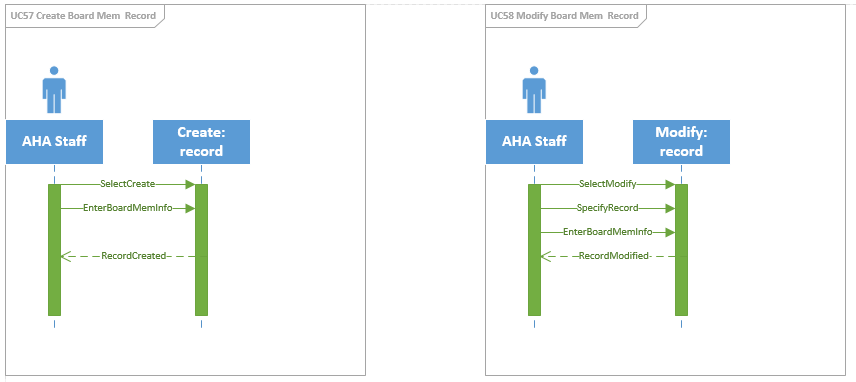 UC57 Create Board Mem Record
AHA Staff
Create:
record
SelectCreate
EnterBoardMemInfo
RecordCreated
UC58 Modify Board Mem Record
AHA Staff
Modify:
record
SelectModify
SpecifyRecord
EnterBoardMemInfo
RecordModified